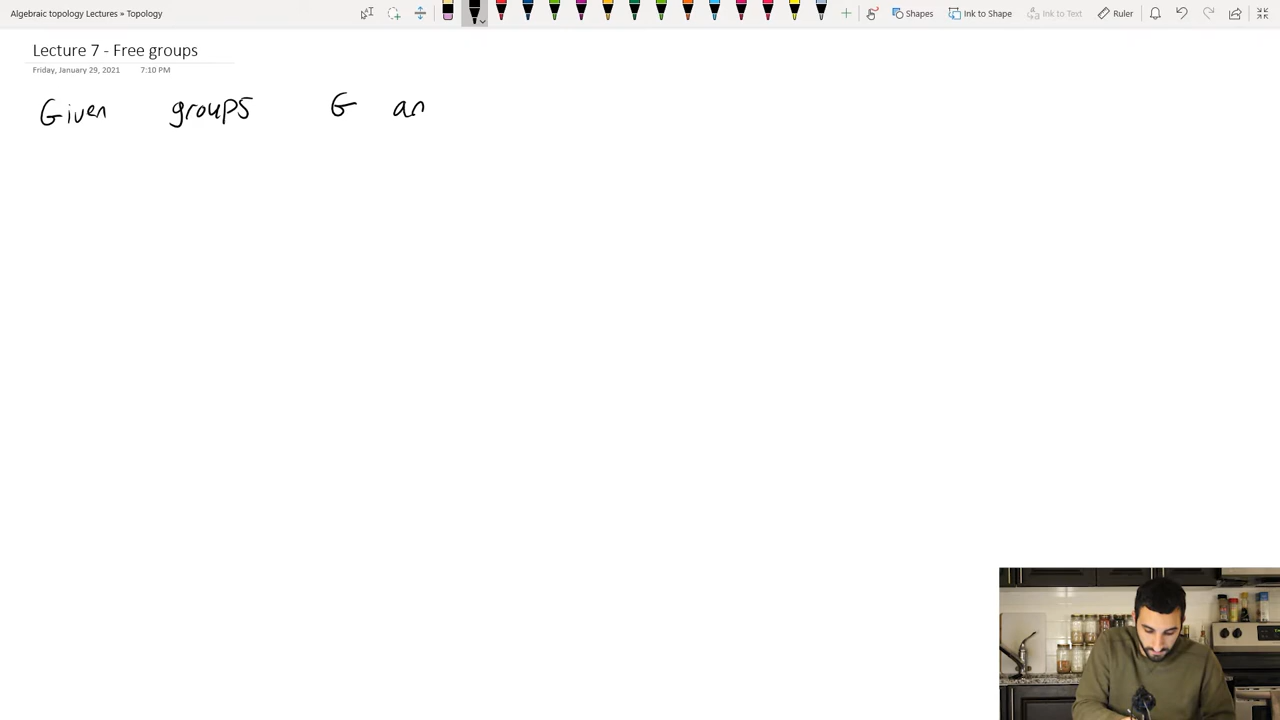 Algebraic topology Lectures » Topology
Shapes Ink to Shape Ink to Text Ruler
Lecture 7 - Free groups
Friday, January 29, 2021 7:10 PM
Given groups G an